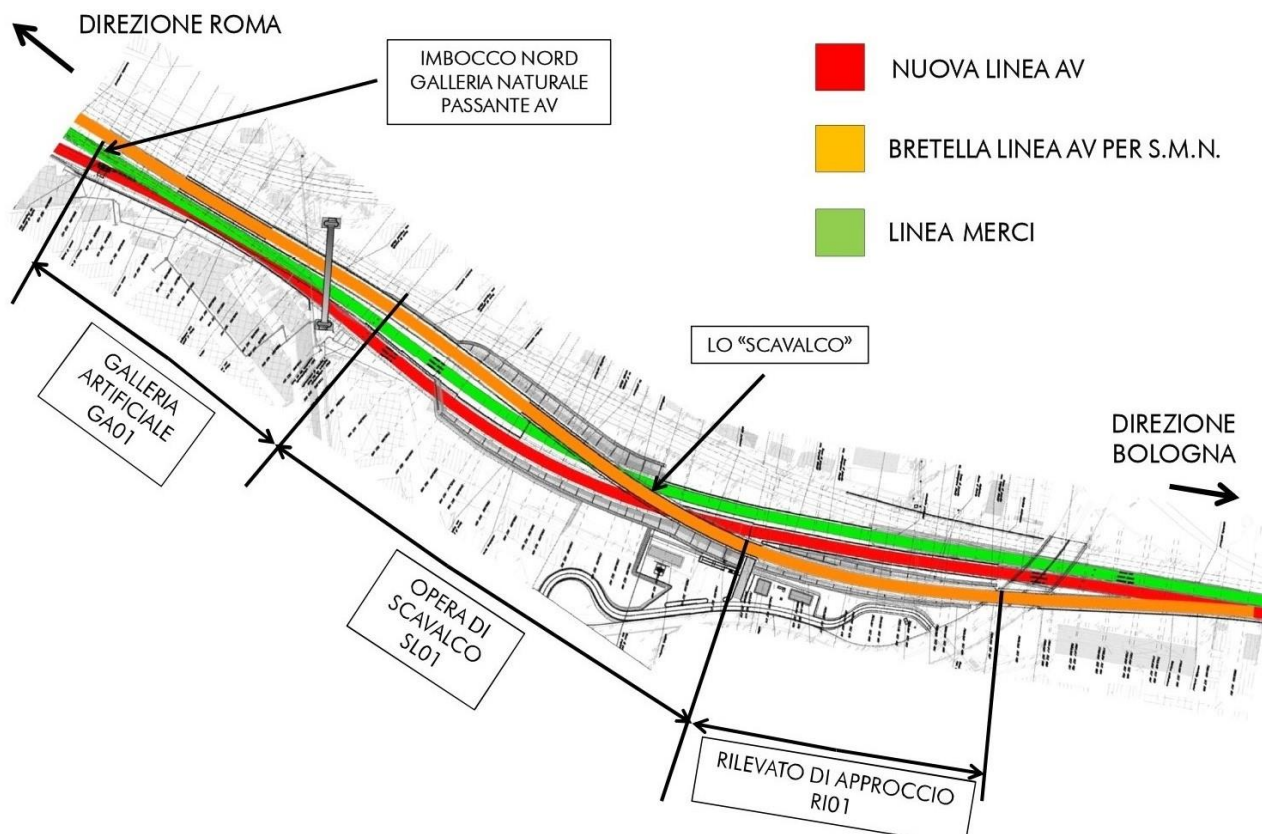 DIREZIONE ROMA
IMBOCCO NORD
GALLERIA NATURALE
PASSANTE AV
NUOVA LINEA AV
BRETELLA LINEA AV PER S.M.N.
LINEA MERCI
LO “SCAVALCO”
DIREZIONE
BOLOGNA
GALLERIA
ARTIFICIALE
GA01
OPERA DI
SCAVALCO
SL01
RILEVATO DI APPROCCIO
RI01